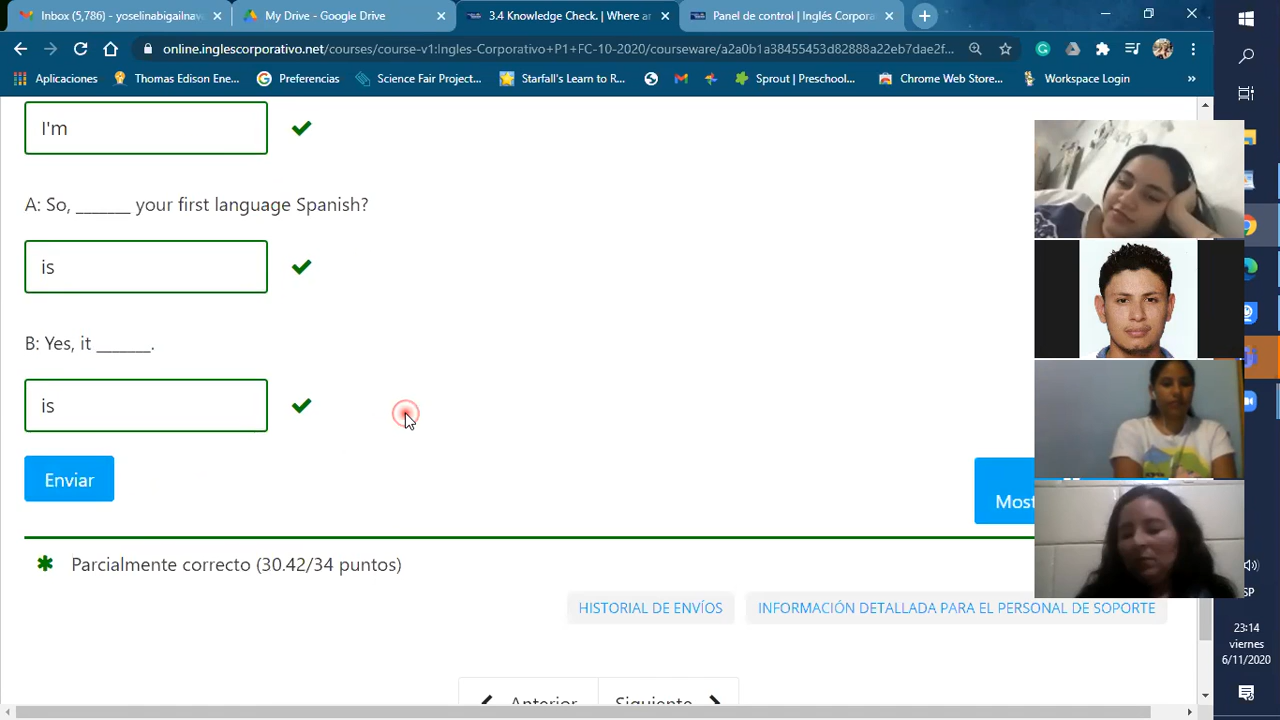 Inbox (5,786) - yoselinabigailnav
My Drive - Google Drive
3.4 Knowledge Check. | Where ar
Panel de control | Inglés Corpora
online.inglescorporativo.net/courses/course-v1:Ingles-Corporativo+P1+FC-10-2020/courseware/a2a0b1a38455453d82888a22eb7dae2f...
Aplicaciones
Thomas Edison Ene...
Preferencias
Science Fair Project...
Starfall's Learn to R...
Sprout | Preschool...
Chrome Web Store...
Workspace Login
»
I'm
A: So, _______ your first language Spanish?
is
B: Yes, it _______.
is
Enviar
Most
Parcialmente correcto (30.42/34 puntos)
HISTORIAL DE ENVÍOS
INFORMACIÓN DETALLADA PARA EL PERSONAL DE SOPORTE
Anterior
Siguiente
SP
23:14
viernes
6/11/2020